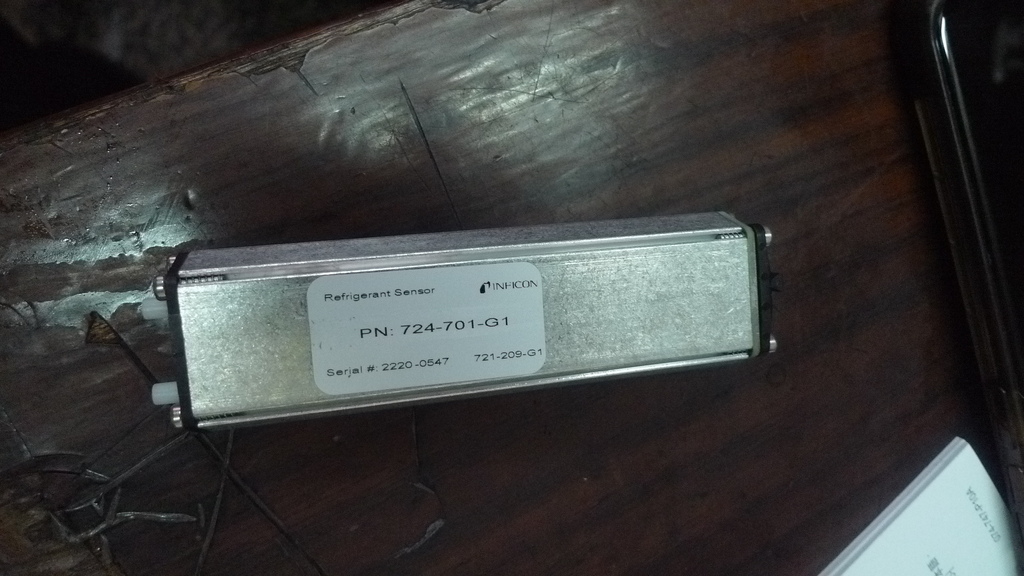 Refrigerant Sensor
INFICON
PN: 724-701-G1
Serial #: 2220-0547 721-209-G1